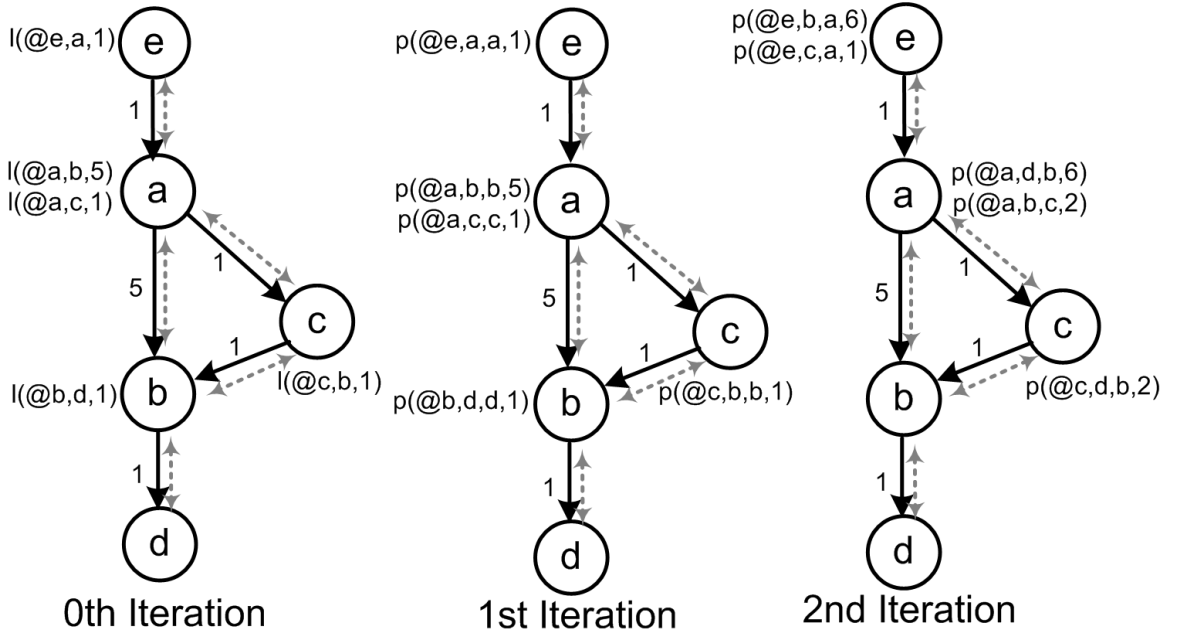 l(@e,a,1)
e
1
l(@a,b,5)
l(@a,c,1)
a
1
5
c
1
l(@c,b,1)
l(@b,d,1)
b
1
d
0th Iteration
p(@e,a,a,1)
e
1
p(@a,b,b,5)
p(@a,c,c,1)
a
1
5
c
1
p(@c,b,b,1)
p(@b,d,d,1)
b
1
d
1st Iteration
p(@e,b,a,6)
p(@e,c,a,1)
e
1
p(@a,d,b,6)
p(@a,b,c,2)
a
1
5
c
1
p(@c,d,b,2)
b
1
d
2nd Iteration